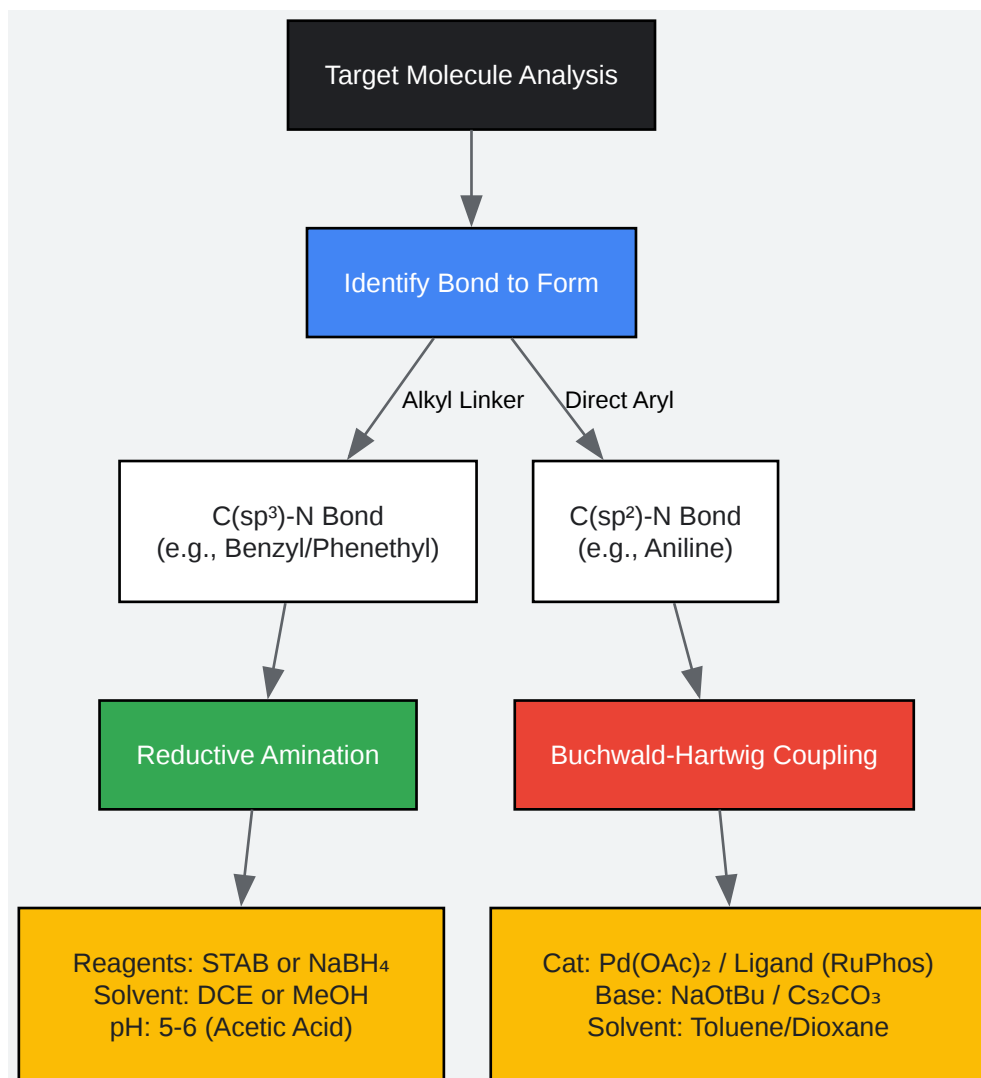 Target Molecule Analysis
Identify Bond to Form
Alkyl Linker
Direct Aryl
C(sp³)-N Bond
(e.g., Benzyl/Phenethyl)
C(sp²)-N Bond
(e.g., Aniline)
Reductive Amination
Buchwald-Hartwig Coupling
Reagents: STAB or NaBH₄
Solvent: DCE or MeOH
pH: 5-6 (Acetic Acid)
Cat: Pd(OAc)₂ / Ligand (RuPhos)
Base: NaOtBu / Cs₂CO₃
Solvent: Toluene/Dioxane